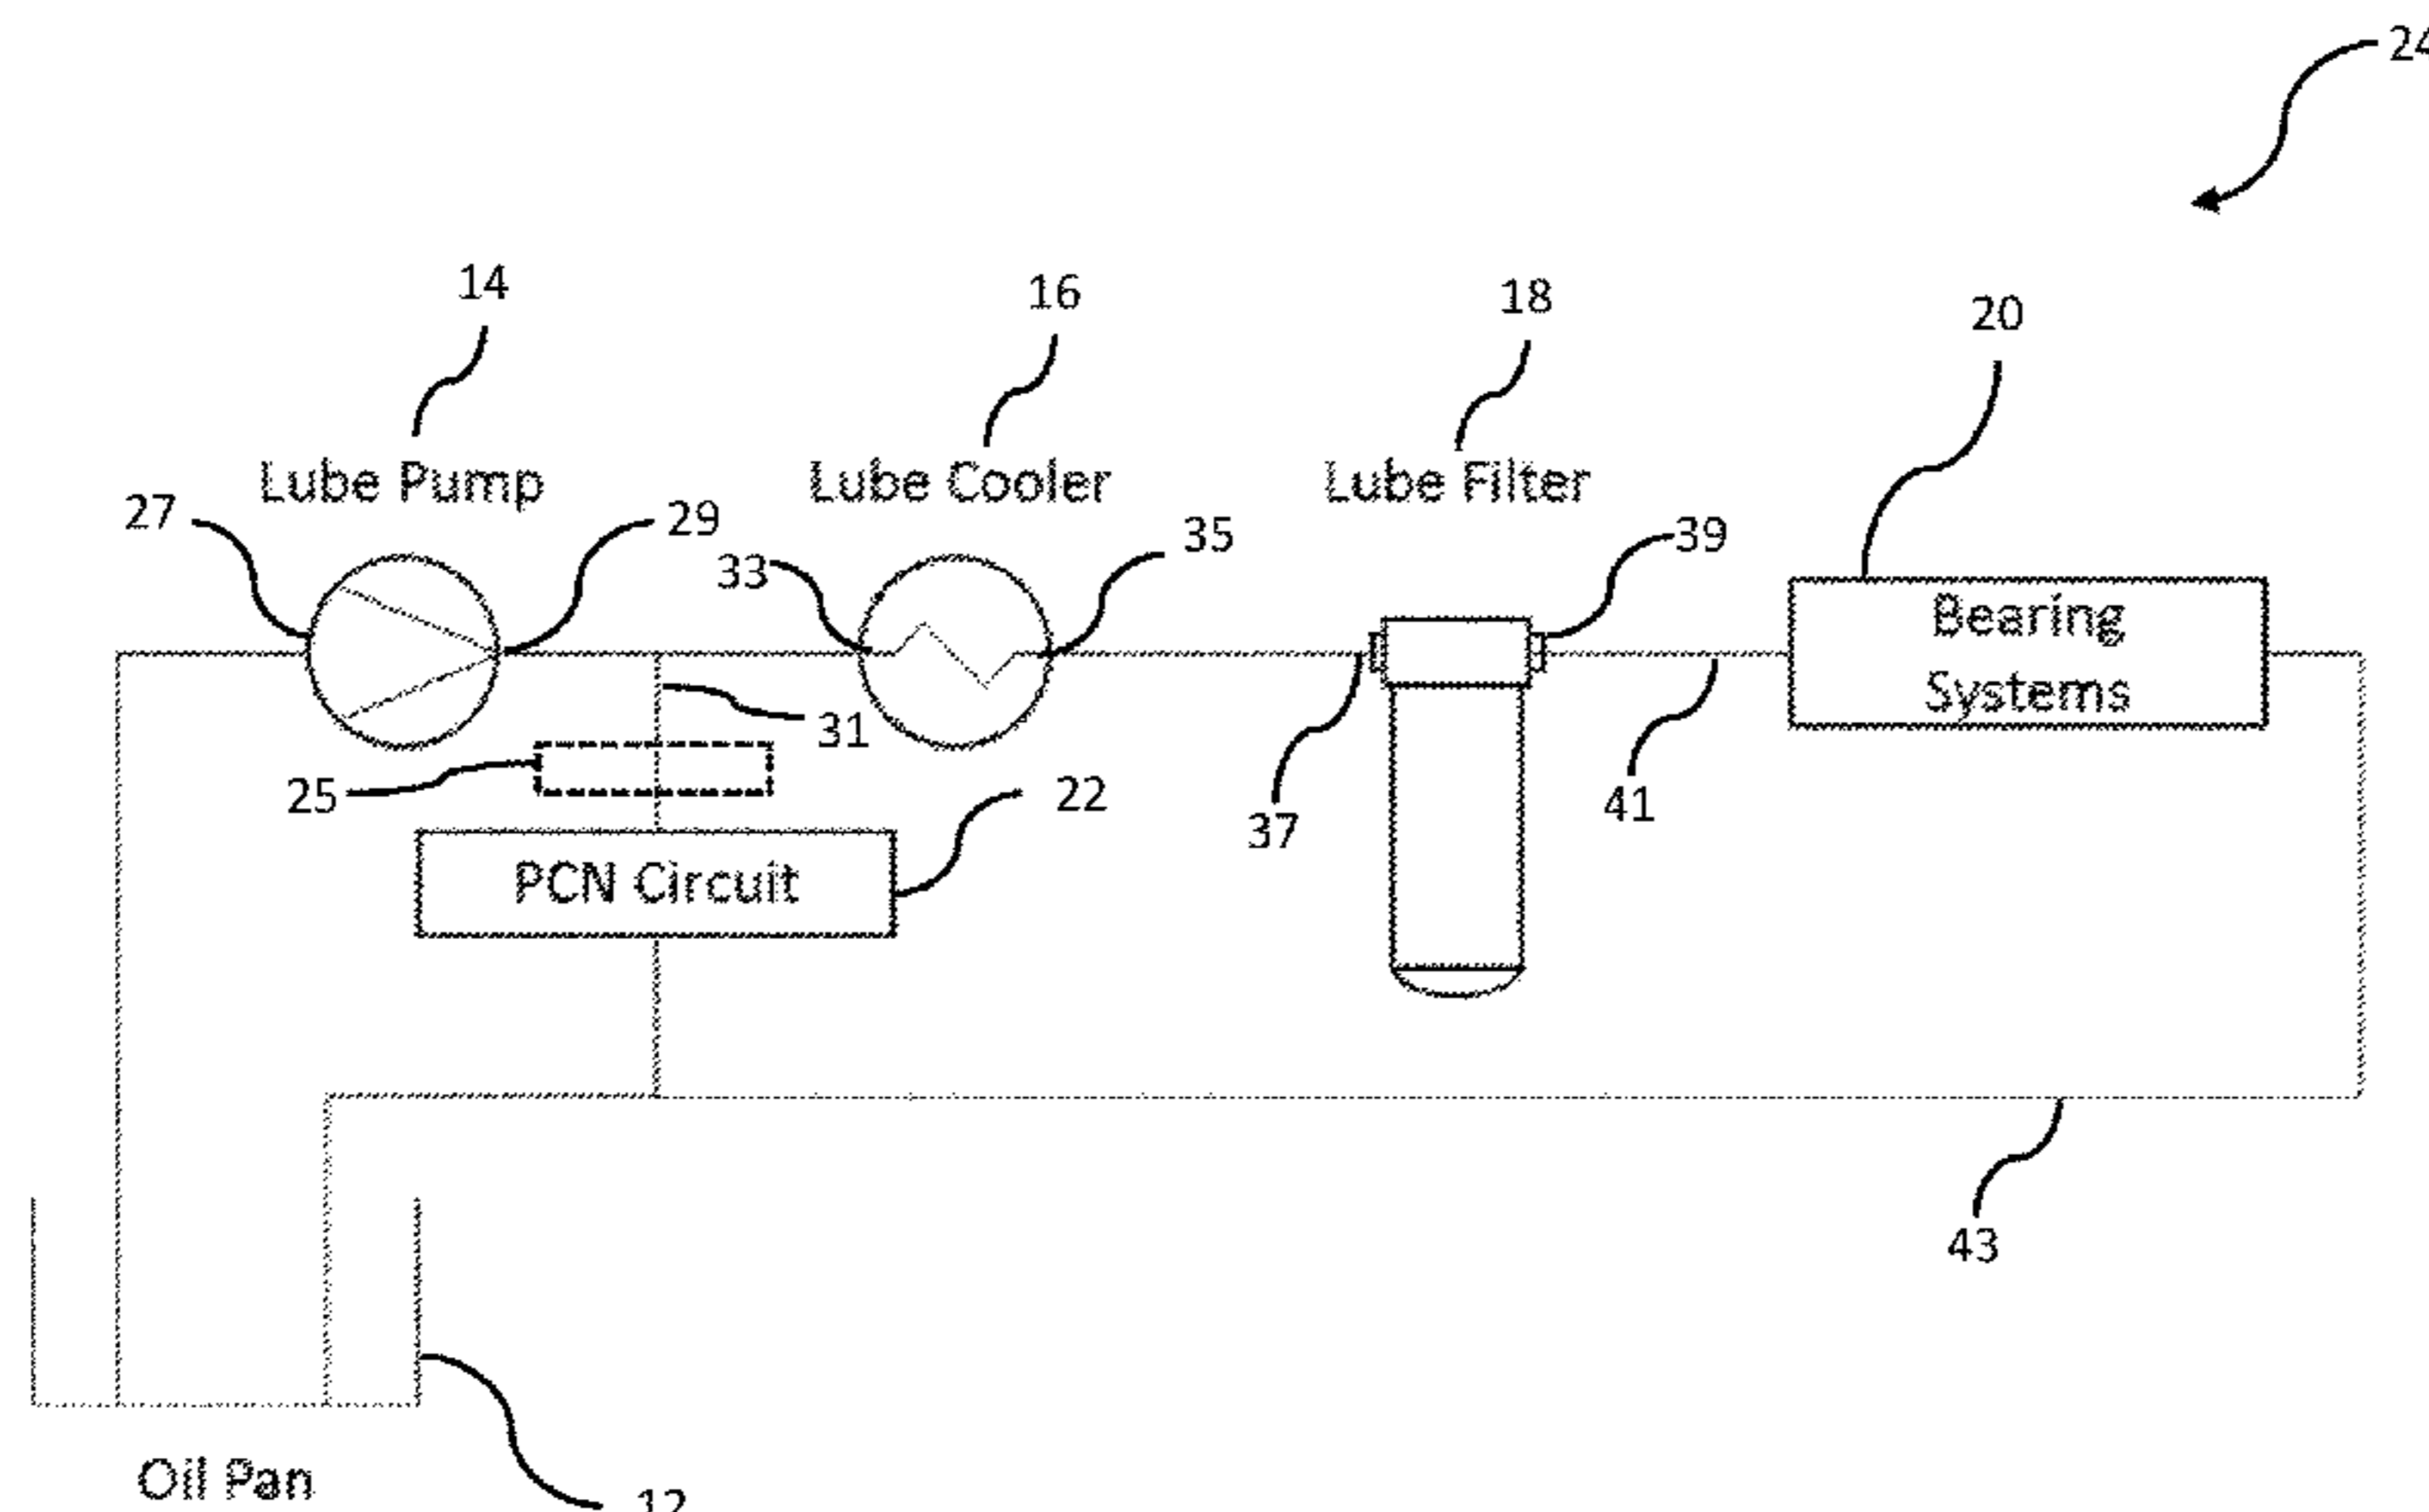 24
14
16
18
20
Lube Pump
Lube Cooler
Lube Filter
27
29
33
35
39
Bearing
Systems
31
25
22
37
41
PCN Circuit
43
Oil Pan
12